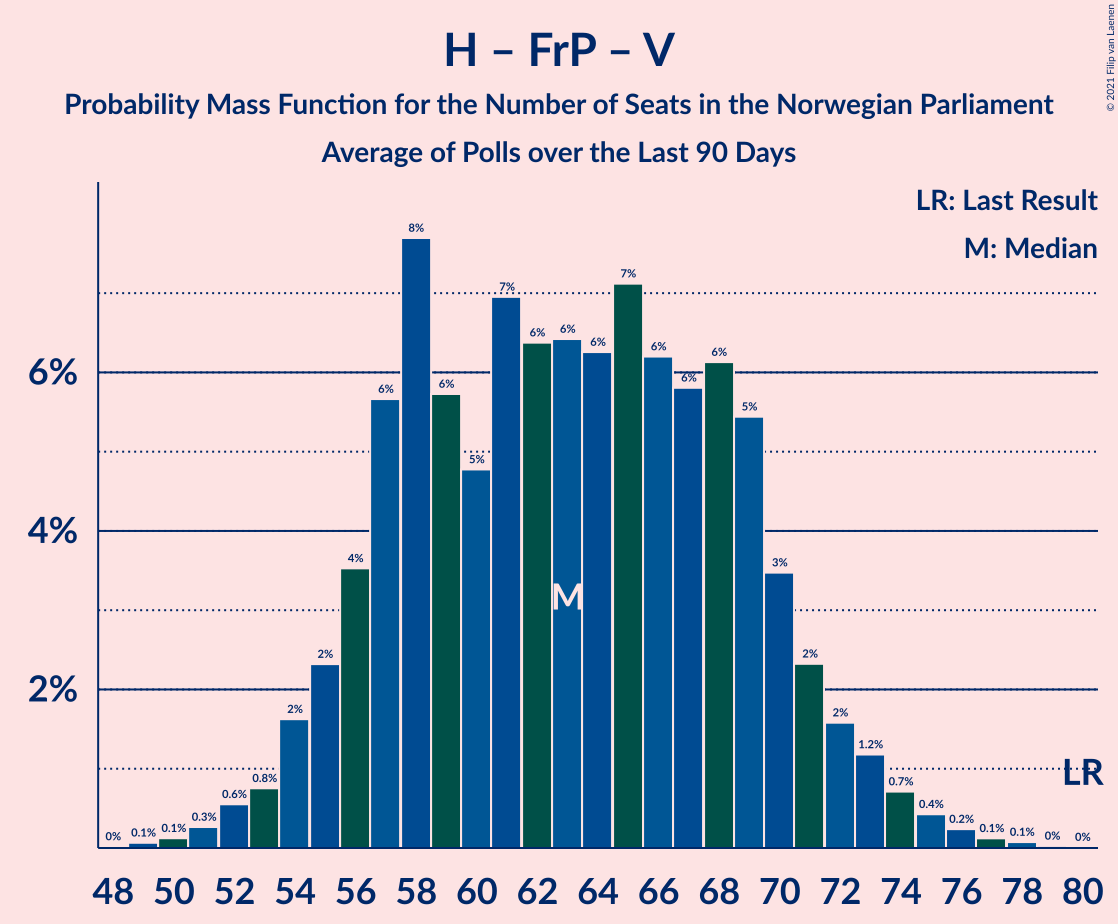 H – FrP – V
Probability Mass Function for the Number of Seats in the Norwegian Parliament
Average of Polls over the Last 90 Days
© 2021 Filip van Laenen
LR: Last Result
M: Median
6%
4%
2%
0% 0.1% 0.1% 0.3% 0.6% 0.8% 2% 2% 4% 6% 8% 6% 5% 7% 6% 6% 6% 7% 6% 6% 6% 5% 3% 2% 2% 1.2% 0.7% 0.4% 0.2% 0.1% 0.1% 0% 0%
M
LR
48 50 52 54 56 58 60 62 64 66 68 70 72 74 76 78 80